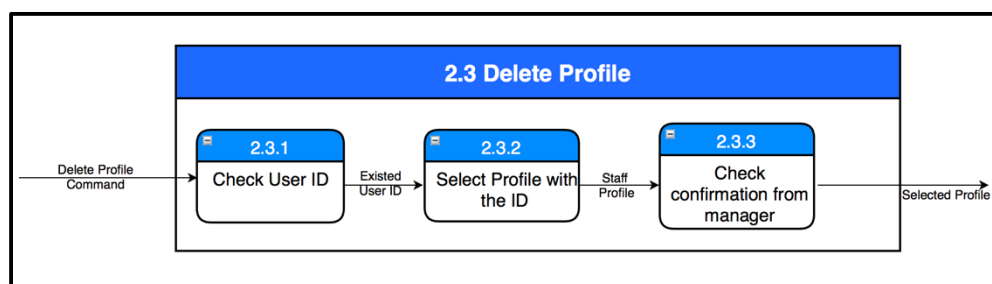 2.3 Delete Profile
2.3.1
Check User ID
2.3.2
Select Profile with
the ID
2.3.3
Check
confirmation from
manager
Delete Profile
Command
Existed
User ID
Staff
Profile
Selected Profile